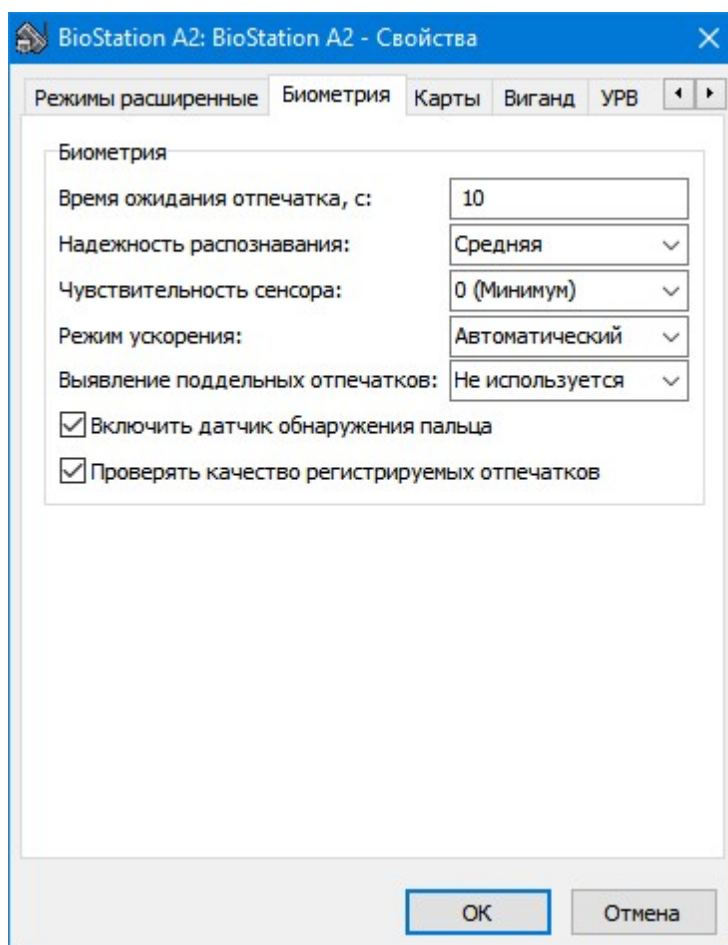 BioStation A2: BioStation A2 - Свойства
Режимы расширенные Биометрия Карты Виганд УРВ
Биометрия
Время ожидания отпечатка, с: 10
Надежность распознавания: Средняя
Чувствительность сенсора: 0 (Минимум)
Режим ускорения: Автоматический
Выявление поддельных отпечатков: Не используется
Включить датчик обнаружения пальца
Проверять качество регистрируемых отпечатков
ОК Отмена